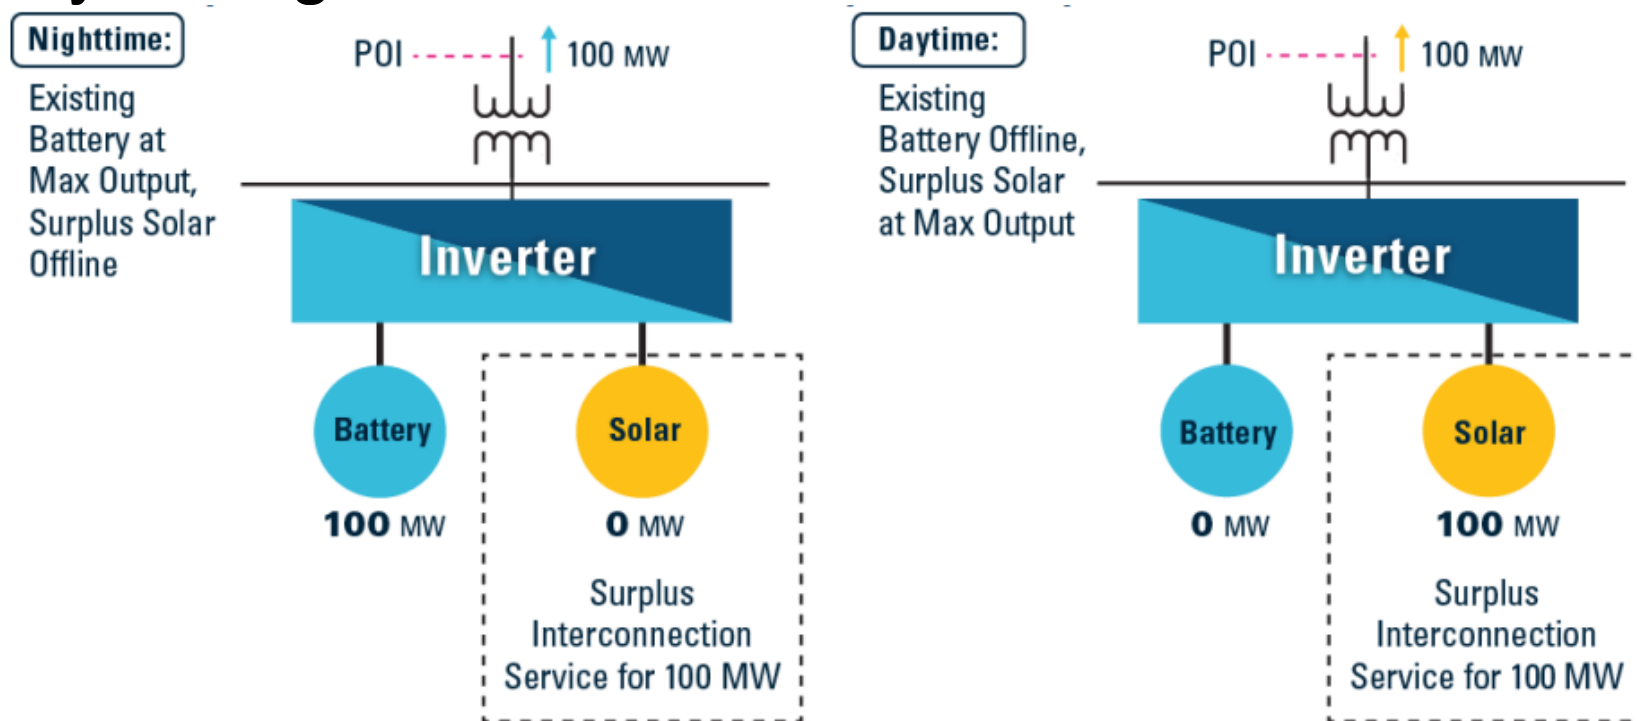 Nighttime:
POI
100 MW
Existing
Battery at
Max Output,
Surplus Solar
Offline
Inverter
Battery
Solar
100 MW
0 MW
Surplus
Interconnection
Service for 100 MW
Daytime:
POI
100 MW
Existing
Battery Offline,
Surplus Solar
at Max Output
Inverter
Battery
Solar
0 MW
100 MW
Surplus
Interconnection
Service for 100 MW